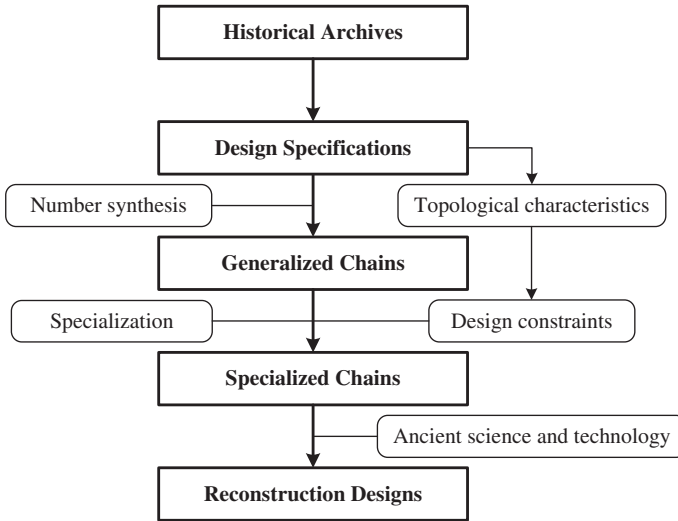 Historical Archives
Design Specifications
Number synthesis
Topological characteristics
Generalized Chains
Specialization
Design constraints
Specialized Chains
Ancient science and technology
Reconstruction Designs